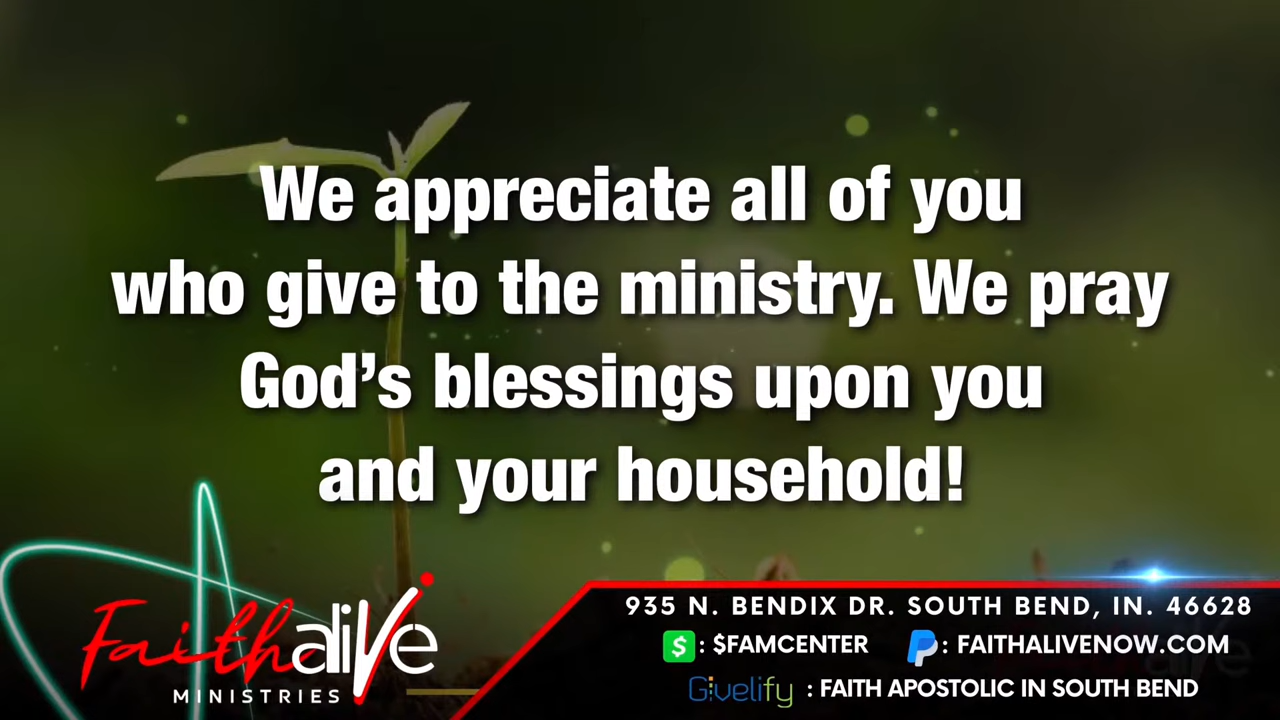 We appreciate all of you
who give to the ministry. We pray
God’s blessings upon you
and your household!
Faith alive
MINISTRIES
935 N. BENDIX DR. SOUTH BEND, IN. 46628
$ : $FAMCENTER P : FAITHALIVENOW.COM
Givelify : FAITH APOSTOLIC IN SOUTH BEND